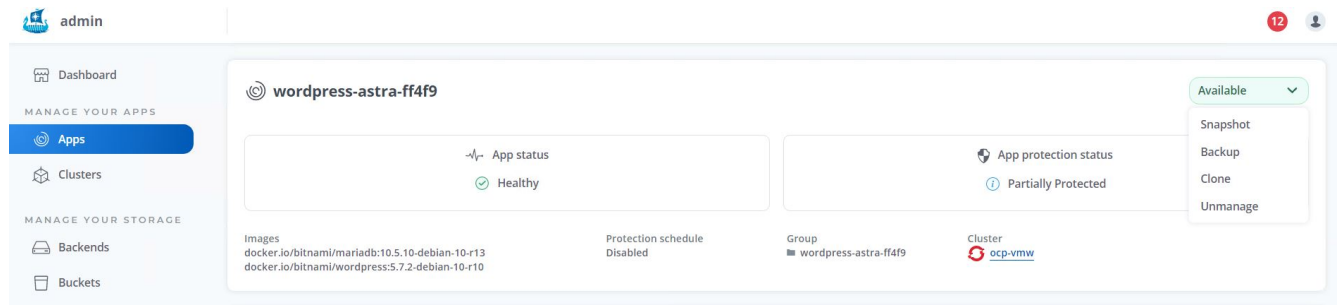 admin
12
Dashboard
MANAGE YOUR APPS
Apps
Clusters
MANAGE YOUR STORAGE
Backends
Buckets
wordpress-astra-ff4f9
Available
Snapshot
Backup
Clone
Unmanage
App status
Healthy
App protection status
Partially Protected
Images
docker.io/bitnami/mariadb:10.5.10-debian-10-r13
docker.io/bitnami/wordpress:5.7.2-debian-10-r10
Protection schedule
Disabled
Group
wordpress-astra-ff4f9
Cluster
ocp-vmw